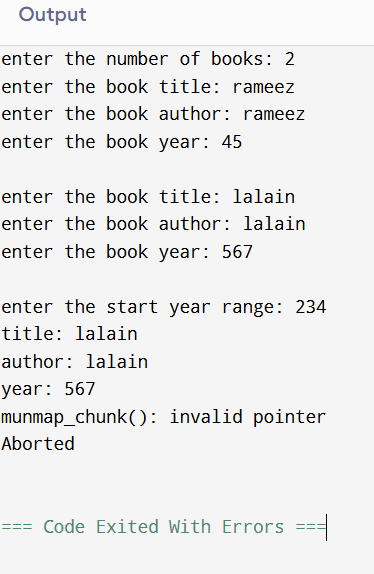 Output
enter the number of books: 2
enter the book title: rameez
enter the book author: rameez
enter the book year: 45
enter the book title: lalain
enter the book author: lalain
enter the book year: 567
enter the start year range: 234
title: lalain
author: lalain
year: 567
munmap_chunk(): invalid pointer
Aborted
=== Code Exited With Errors ===